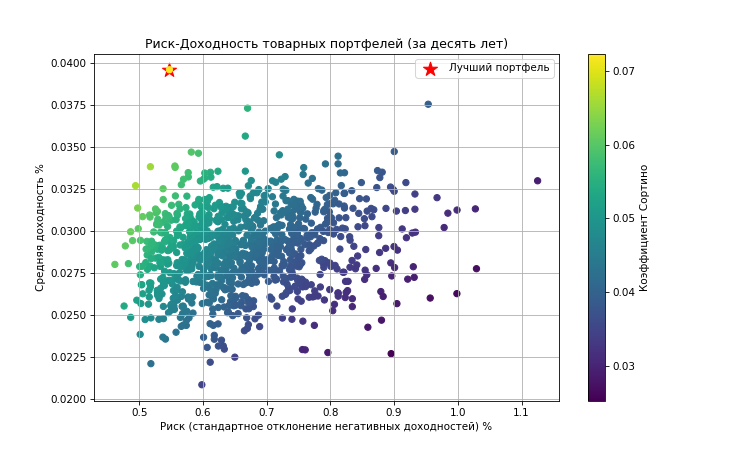 Риск-Доходность товарных портфелей (за десять лет)
Лучший портфель
Средняя доходность %
0.0400
0.0375
0.0350
0.0325
0.0300
0.0275
0.0250
0.0225
0.0200
0.5 0.6 0.7 0.8 0.9 1.0 1.1
Риск (стандартное отклонение негативных доходностей) %
0.07
0.06
0.05
0.04
0.03
Коэффициент Сортино